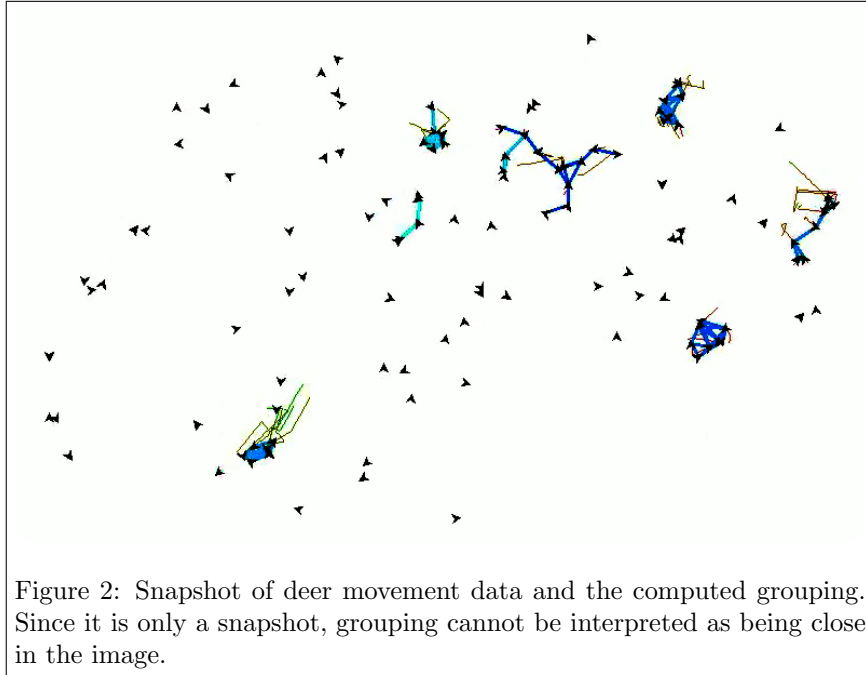 Figure 2: Snapshot of deer movement data and the computed grouping.
Since it is only a snapshot, grouping cannot be interpreted as being close
in the image.